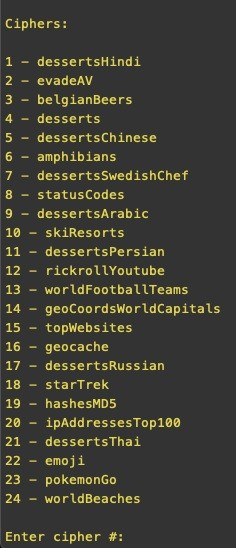 Ciphers:
1 - dessertsHindi
2 - evadeAV
3 - belgianBeers
4 - desserts
5 - dessertsChinese
6 - amphibians
7 - dessertsSwedishChef
8 - statusCodes
9 - dessertsArabic
10 - skiResorts
11 - dessertsPersian
12 - rickrollYoutube
13 - worldFootballTeams
14 - geoCoordsWorldCapitals
15 - topWebsites
16 - geocache
17 - dessertsRussian
18 - starTrek
19 - hashesMD5
20 - ipAddressesTop100
21 - dessertsThai
22 - emoji
23 - pokemonGo
24 - worldBeaches
Enter cipher #: